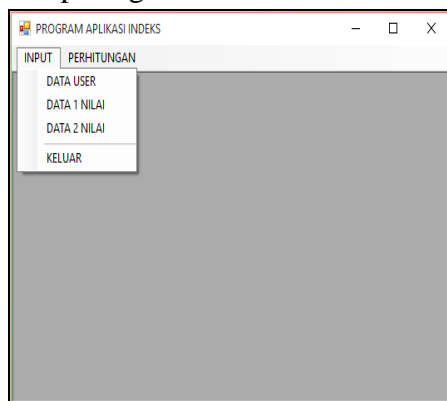 PROGRAM APLIKASI INDEKS
INPUT PERHITUNGAN
DATA USER
DATA 1 NILAI
DATA 2 NILAI
KELUAR